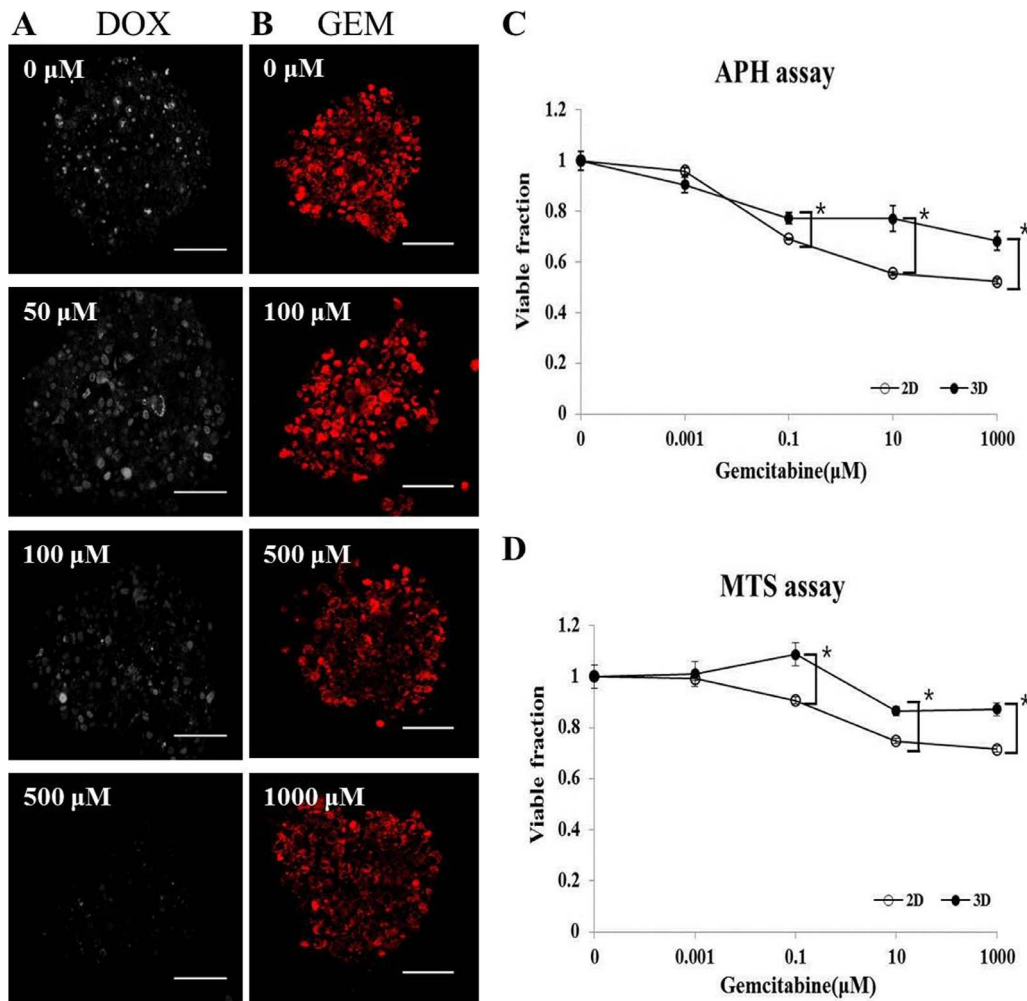 A DOX
0 μM
50 μM
100 μM
500 μM
B GEM
0 μM
100 μM
500 μM
1000 μM
C
APH assay
Viable fraction
1.2
1
0.8
0.6
0.4
0.2
0
* * *
2D 3D
0 0.001 0.1 10 1000
Gemcitabine(μM)
D
MTS assay
Viable fraction
1.2
1
0.8
0.6
0.4
0.2
0
* * *
2D 3D
0 0.001 0.1 10 1000
Gemcitabine(μM)